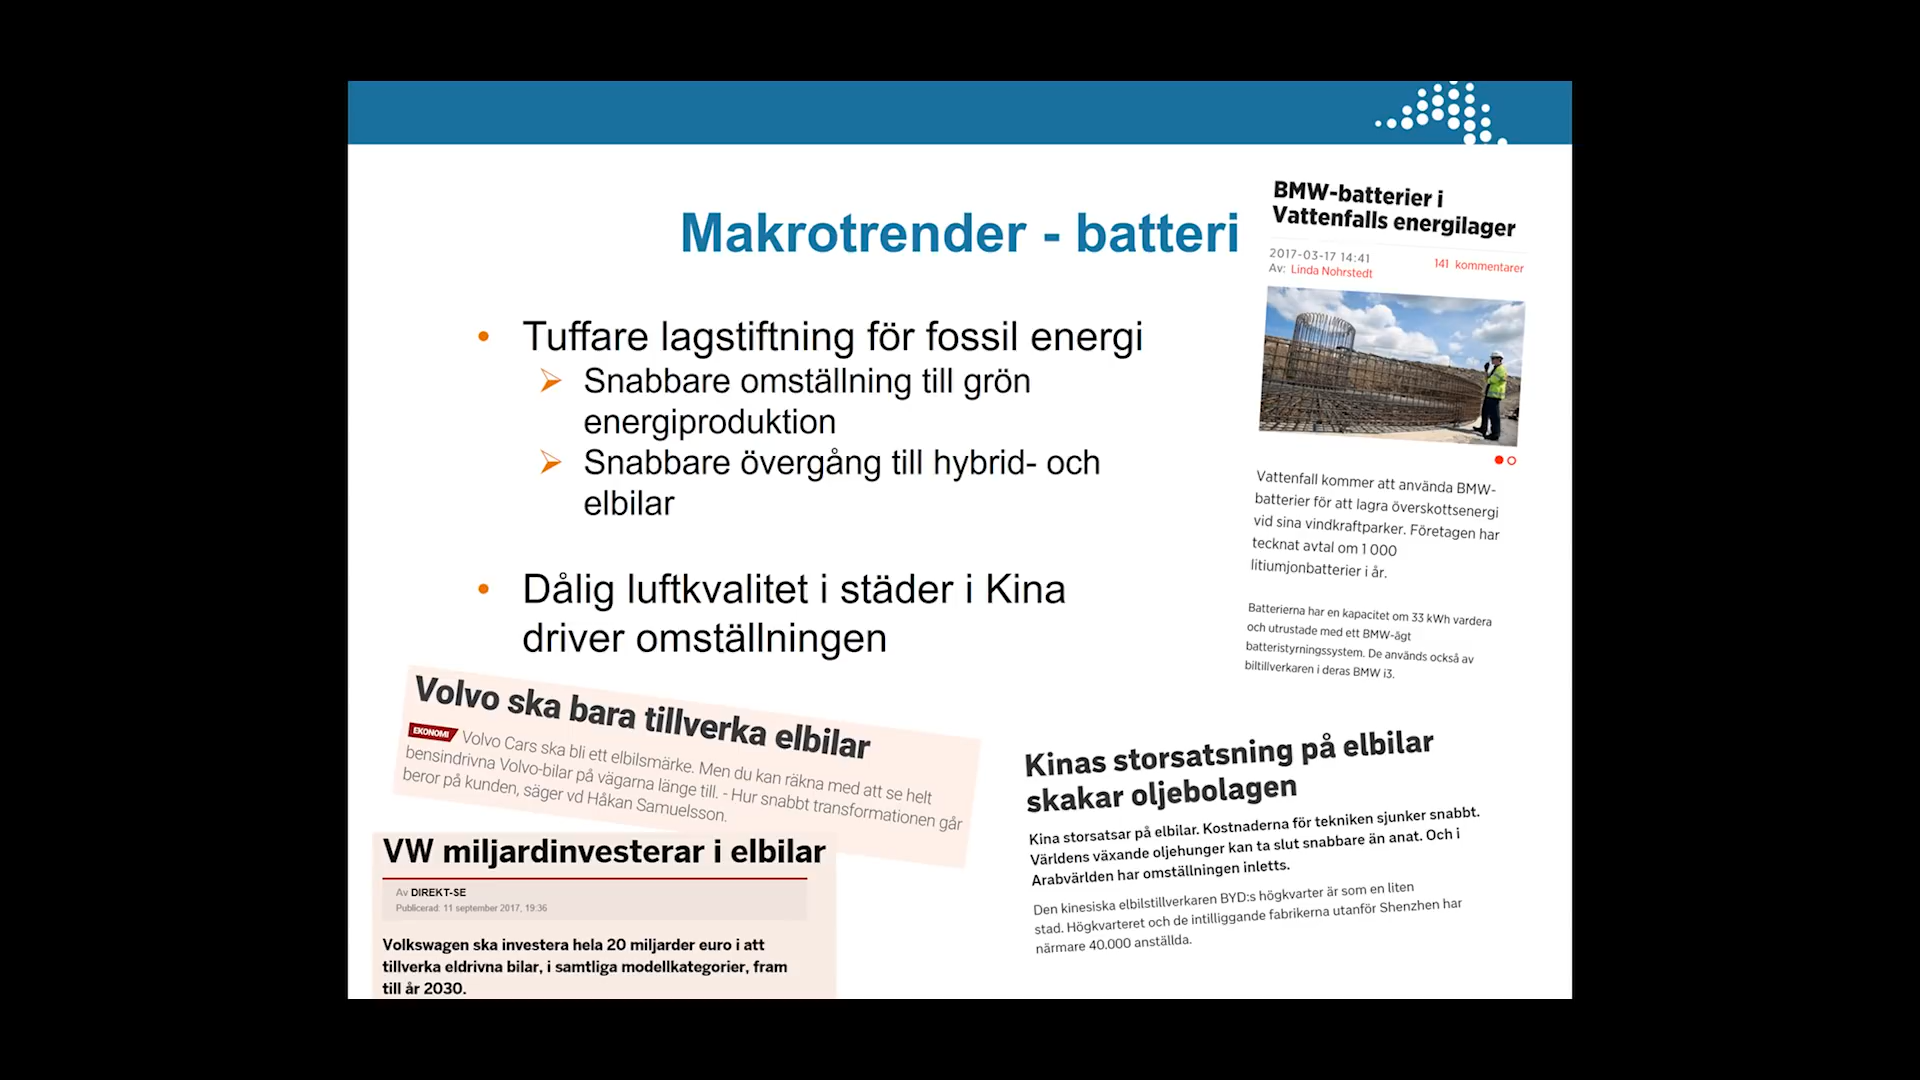 Makrotrender - batteri
• Tuffare lagstiftning för fossil energi
➢ Snabbare omställning till grön
energiproduktion
➢ Snabbare övergång till hybrid- och
elbilar
• Dålig luftkvalitet i städer i Kina
driver omställningen
BMW-batterier i
Vattenfalls energilager
2017-03-17 14:41
Av: Linda Nohrstedt
141 kommentarer
Vattenfall kommer att använda BMW-
batterier för att lagra överskottsenergi
vid sina vindkraftparker. Företagen har
tecknat avtal om 1 000
litiumjonbatterier i år.
Batterierna har en kapacitet om 33 kWh vardera
och utrustade med ett BMW-ägt
batteristyrningssystem. De används också av
biltillverkaren i deras BMW i3.
Volvo ska bara tillverka elbilar
EKONOMI Volvo Cars ska bli ett elbilsmärke. Men du kan räkna med att se helt
bensindrivna Volvo-bilar på vägarna länge till. - Hur snabbt transformationen går
beror på kunden, säger vd Håkan Samuelsson.
VW miljardinvesterar i elbilar
Av DIREKT-SE
Publicerad: 11 september 2017, 19:36
Volkswagen ska investera hela 20 miljarder euro i att
tillverka eldrivna bilar, i samtliga modellkategorier, fram
till år 2030.
Kinas storsatsning på elbilar
skakar oljebolagen
Kina storsatsar på elbilar. Kostnaderna för tekniken sjunker snabbt.
Världens växande oljehunger kan ta slut snabbare än anat. Och i
Arabvärlden har omställningen inletts.
Den kinesiska elbilstillverkaren BYD:s högkvarter är som en liten
stad. Högkvarteret och de intilliggande fabrikerna utanför Shenzhen har
närmare 40.000 anställda.